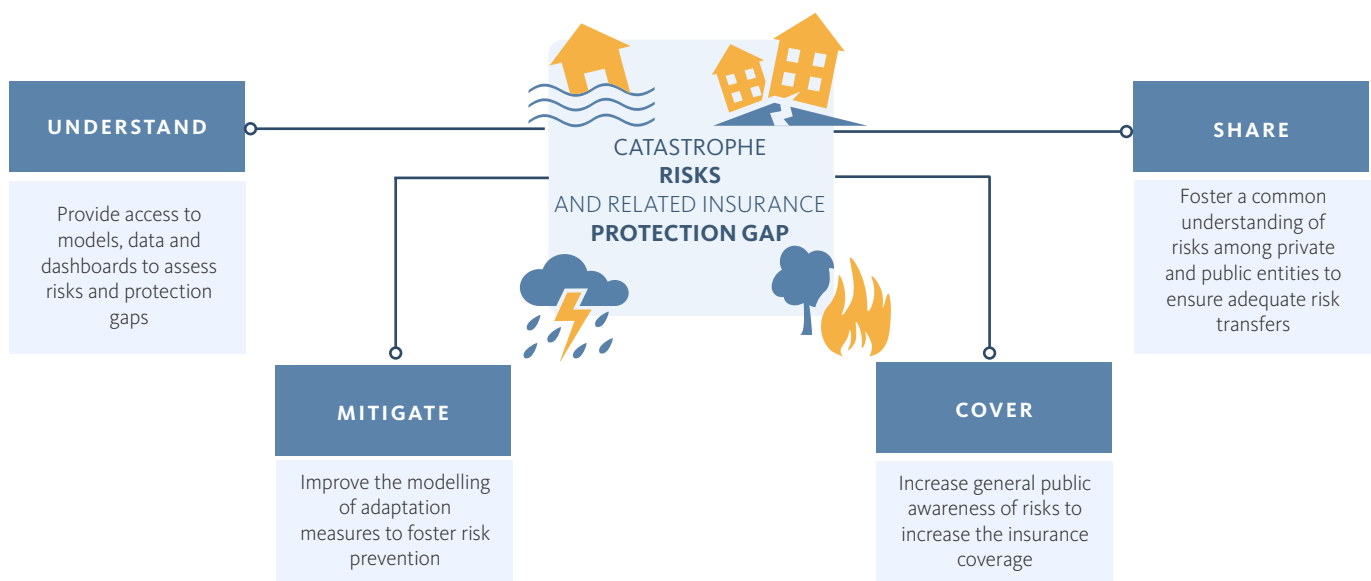 CATASTROPHE
RISKS
AND RELATED INSURANCE
PROTECTION GAP
UNDERSTAND
Provide access to
models, data and
dashboards to assess
risks and protection
gaps
MITIGATE
Improve the modelling
of adaptation
measures to foster risk
prevention
COVER
Increase general public
awareness of risks to
increase the insurance
coverage
SHARE
Foster a common
understanding of
risks among private
and public entities to
ensure adequate risk
transfers